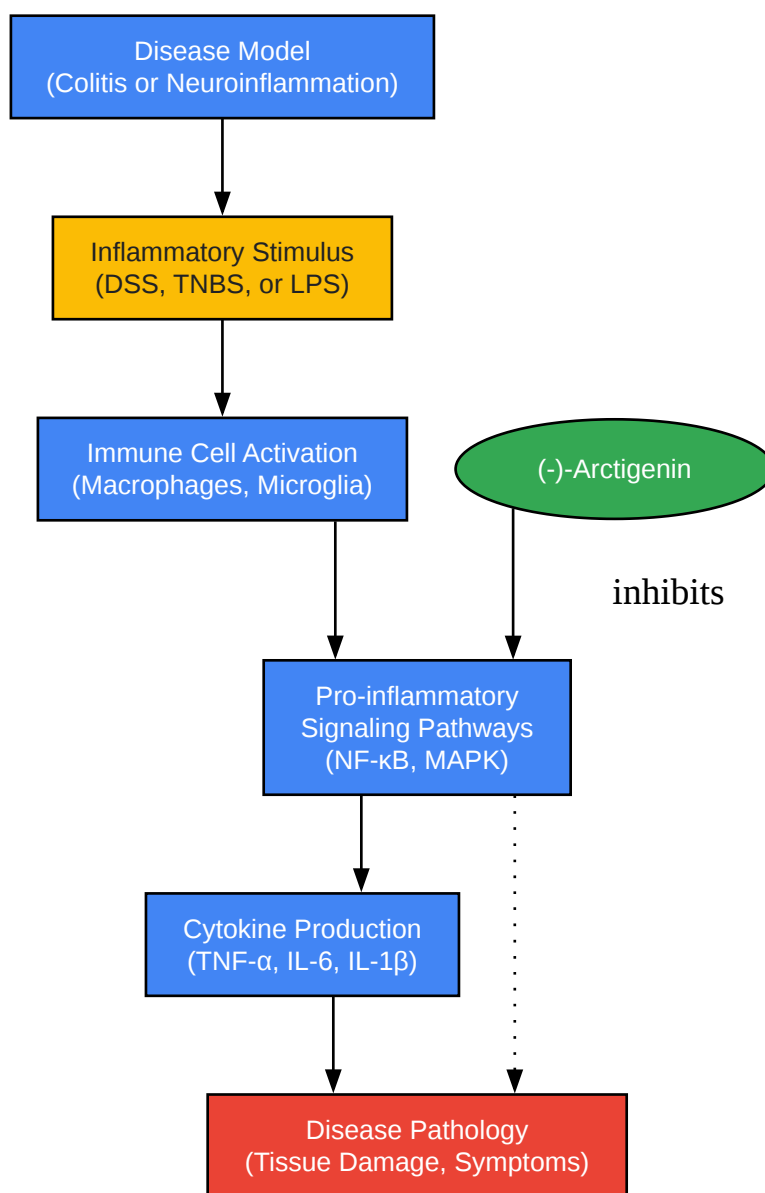 Disease Model
(Colitis or Neuroinflammation)
Inflammatory Stimulus
(DSS, TNBS, or LPS)
Immune Cell Activation
(Macrophages, Microglia)
(-)-Arctigenin
inhibits
Pro-inflammatory
Signaling Pathways
(NF-κB, MAPK)
Cytokine Production
(TNF-α, IL-6, IL-1β)
Disease Pathology
(Tissue Damage, Symptoms)